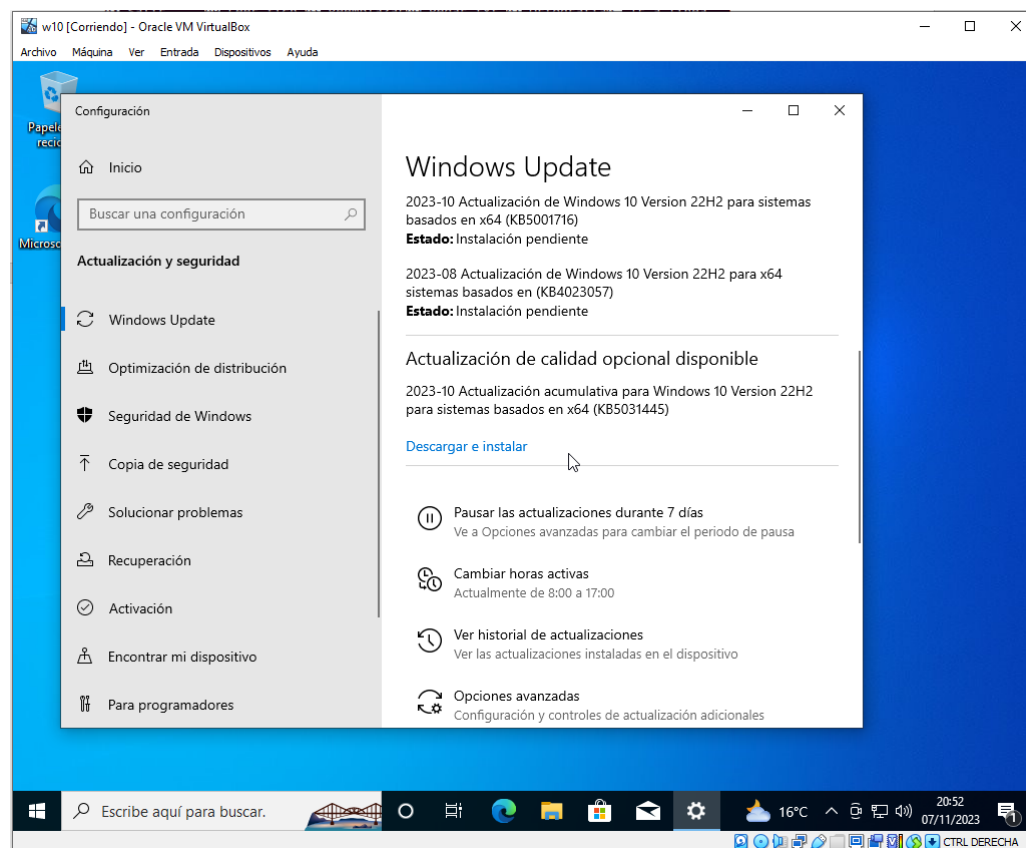 w10 [Corriendo] - Oracle VM VirtualBox
Archivo Máquina Ver Entrada Dispositivos Ayuda
Configuración
Inicio
Buscar una configuración
Actualización y seguridad
Windows Update
Optimización de distribución
Seguridad de Windows
Copia de seguridad
Solucionar problemas
Recuperación
Activación
Encontrar mi dispositivo
Para programadores
Windows Update
2023-10 Actualización de Windows 10 Version 22H2 para sistemas
basados en x64 (KB5001716)
Estado: Instalación pendiente
2023-08 Actualización de Windows 10 Version 22H2 para x64
sistemas basados en (KB4023057)
Estado: Instalación pendiente
Actualización de calidad opcional disponible
2023-10 Actualización acumulativa para Windows 10 Version 22H2
para sistemas basados en x64 (KB5031445)
Descargar e instalar
Pausar las actualizaciones durante 7 días
Ve a Opciones avanzadas para cambiar el periodo de pausa
Cambiar horas activas
Actualmente de 8:00 a 17:00
Ver historial de actualizaciones
Ver las actualizaciones instaladas en el dispositivo
Opciones avanzadas
Configuración y controles de actualización adicionales
Escribe aquí para buscar.
16°C
20:52
07/11/2023
1
CTRL DERECHA